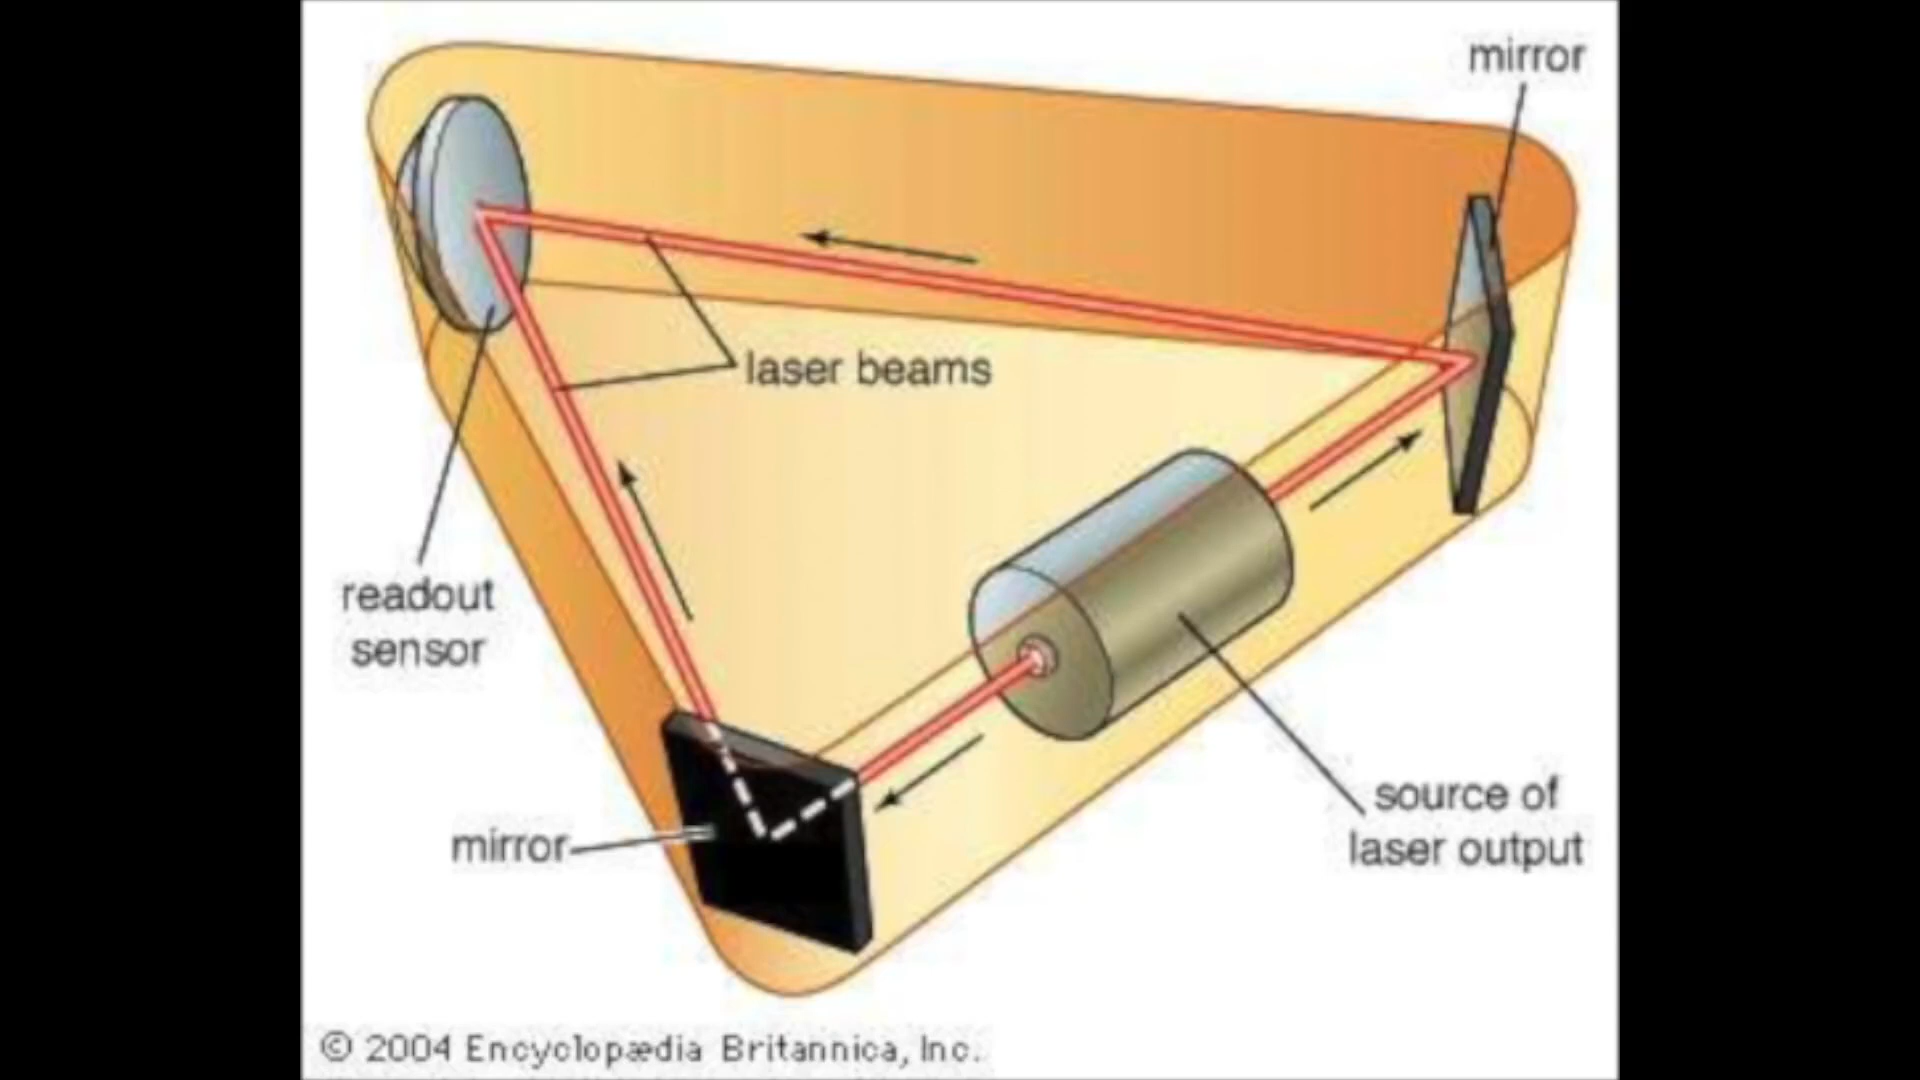 mirror
laser beams
readout
sensor
mirror
source of
laser output
© 2004 Encyclopædia Britannica, Inc.